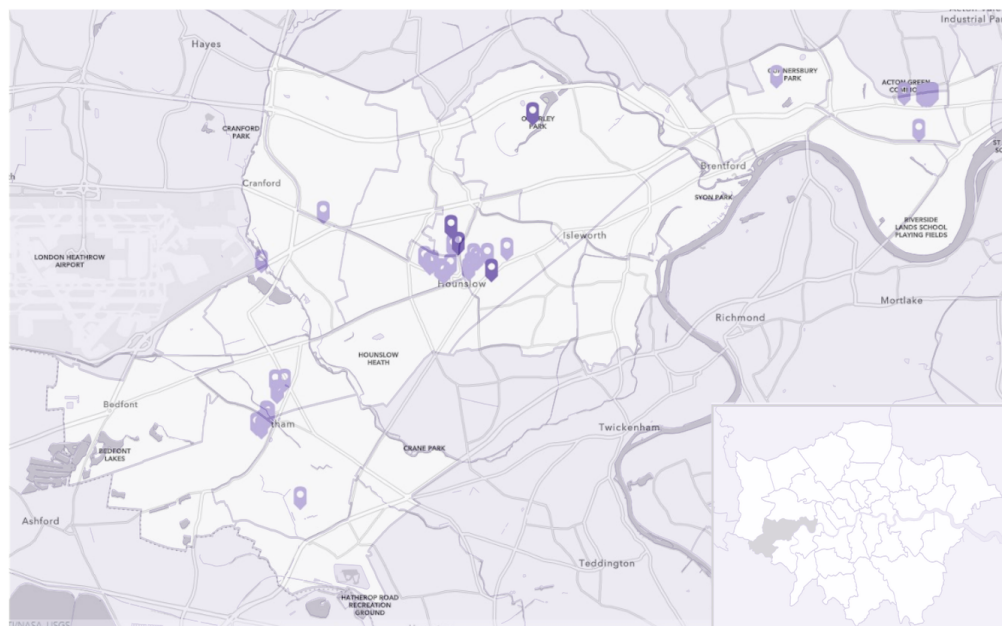 Industrial Par
Hayes
PARK
ACTON GREEN
CRANFORD
PARK
PARK
Brentford
Cranford
SYON PARK
RIVERSIDE
LANDS SCHOOL
PLAYING FIELDS
Isleworth
LONDON HEATHROW
AIRPORT
Hounslow
Mortlake
Richmond
HOUNSLOW
HEATH
Bedfont
tham
Twickenham
CRANE PARK
BEDFONT
LAKES
Ashford
Teddington
HATHEROP ROAD
RECREATION
GROUND